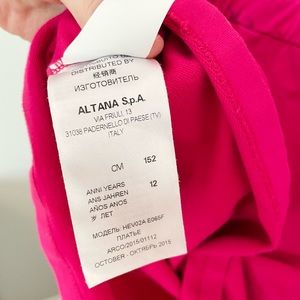 DISTRIBUTED BY
经销商
ИЗГОТОВИТЕЛЬ
ALTANA S.p.A.
VIA FRIULI, 13
31038 PADERNELLO DI PAESE (TV)
ITALY
CM 152
ANNI YEARS 12
ANS JAHREN
AÑOS ANOS
岁 ЛЕТ
МОДЕЛЬ: HEV02A E065F
ПЛАТЬЕ
ARCO/2015/01112
OCTOBER - ОКТЯБРЬ 2015